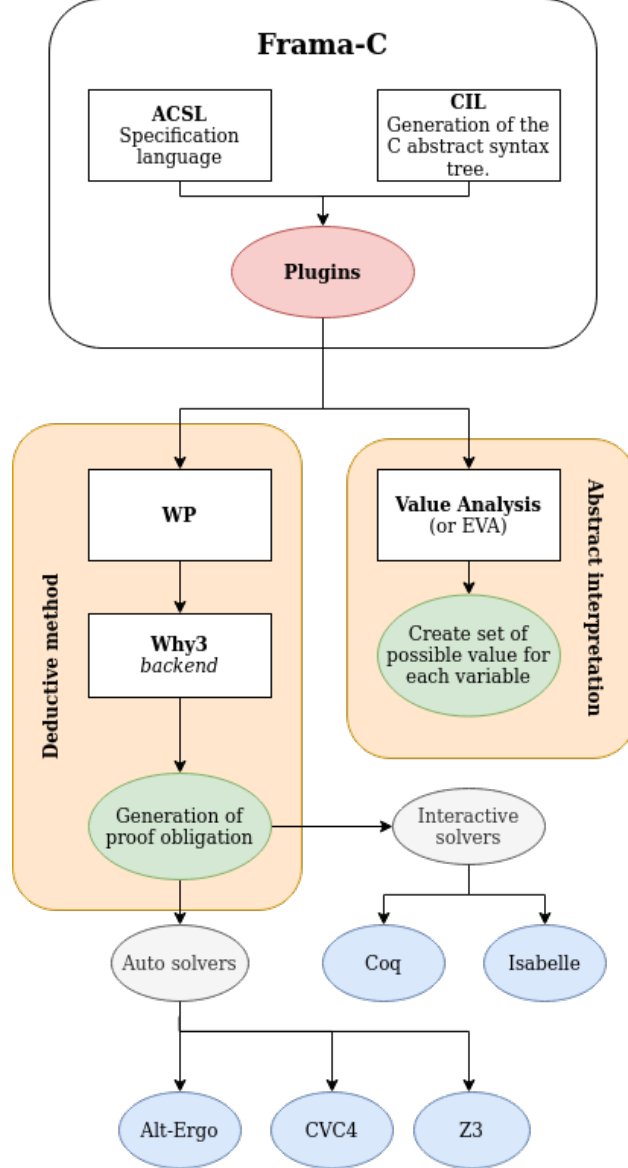 Frama-C
ACSL
Specification
language
CIL
Generation of the
C abstract syntax
tree.
Plugins
Deductive method
WP
Why3
backend
Generation of
proof obligation
Value Analysis
(or EVA)
Create set of
possible value for
each variable
Abstract interpretation
Interactive
solvers
Auto solvers
Coq
Isabelle
Alt-Ergo
CVC4
Z3